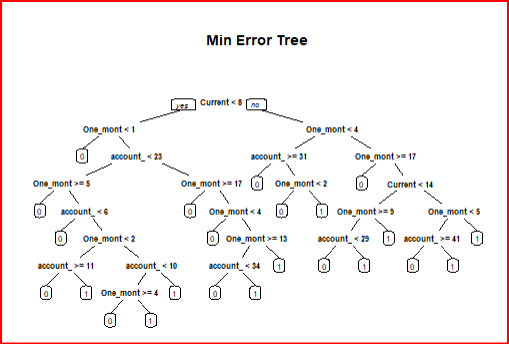 Min Error Tree
yes Current < 8 no
One_mont < 1 One_mont < 4
0 account_ < 23 account_ >= 31 One_mont >= 17
One_mont >= 5 One_mont >= 17 0 One_mont < 2 0 Current < 14
0 account_ < 6 0 One_mont < 4 0 1 One_mont >= 9 One_mont < 5
0 One_mont < 2 0 One_mont >= 13 account_ < 29 1 account_ >= 41 1
account_ >= 11 account_ < 10 account_ < 34 1 0 1 0 1
0 1 One_mont >= 4 1 0 1
0 1